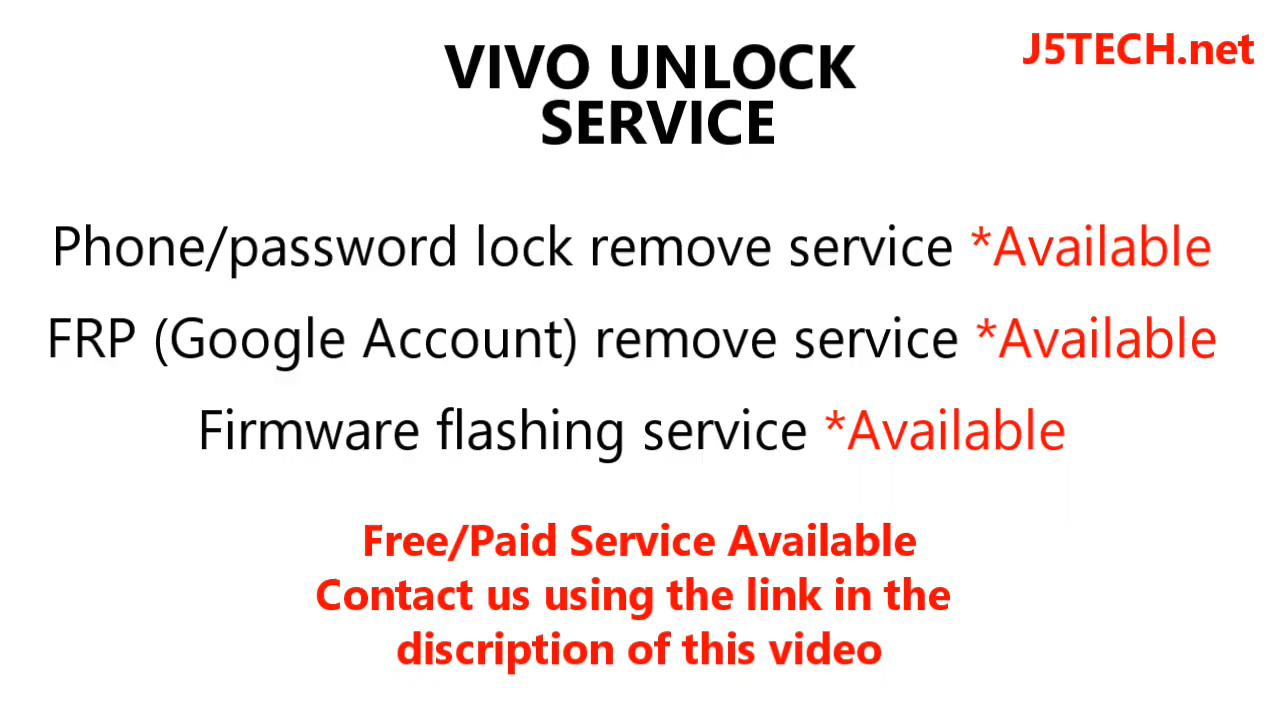 VIVO UNLOCK
SERVICE
J5TECH.net
Phone/password lock remove service *Available
FRP (Google Account) remove service *Available
Firmware flashing service *Available
Free/Paid Service Available
Contact us using the link in the
discription of this video